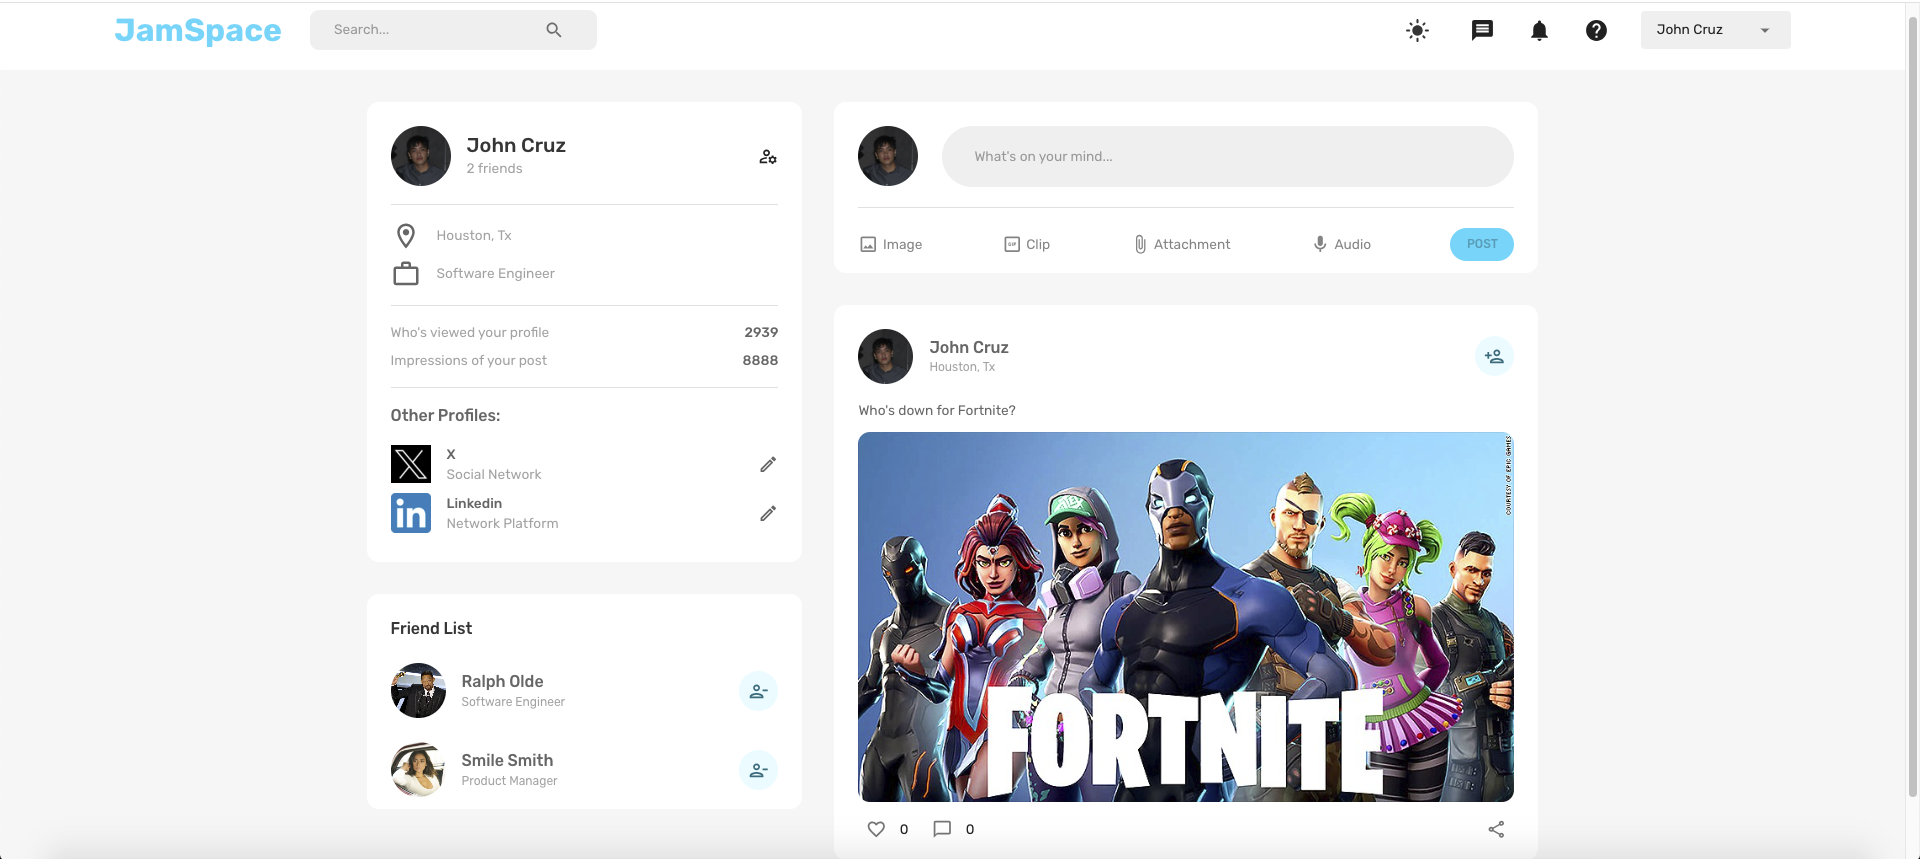 JamSpace
Search...
John Cruz
John Cruz
2 friends
Houston, Tx
Software Engineer
Who's viewed your profile 2939
Impressions of your post 8888
Other Profiles:
X
Social Network
Linkedin
Network Platform
Friend List
Ralph Olde
Software Engineer
Smile Smith
Product Manager
What's on your mind...
Image
GIF
Clip
Attachment
Audio
POST
John Cruz
Houston, Tx
Who's down for Fortnite?
COURTESY OF EPIC GAMES
FORTNITE
0
0